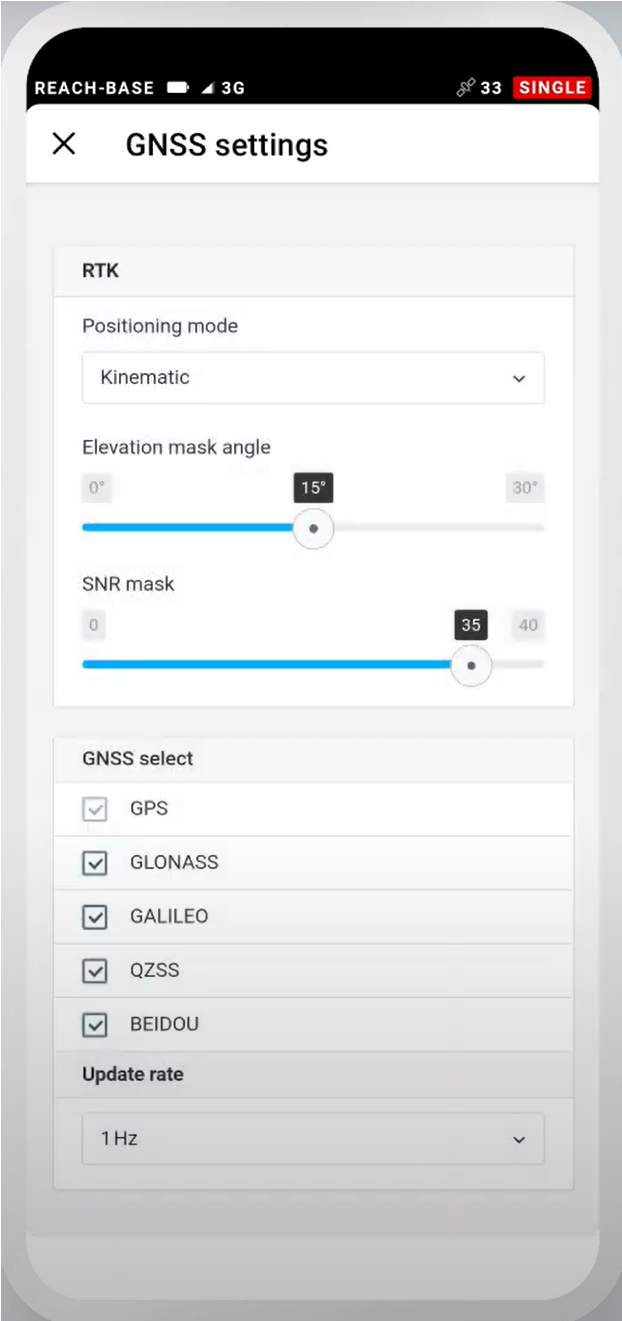 REACH-BASE 3G 33 SINGLE
GNSS settings
RTK
Positioning mode
Kinematic
Elevation mask angle
0° 15° 30°
SNR mask
0 35 40
GNSS select
GPS
GLONASS
GALILEO
QZSS
BEIDOU
Update rate
1 Hz